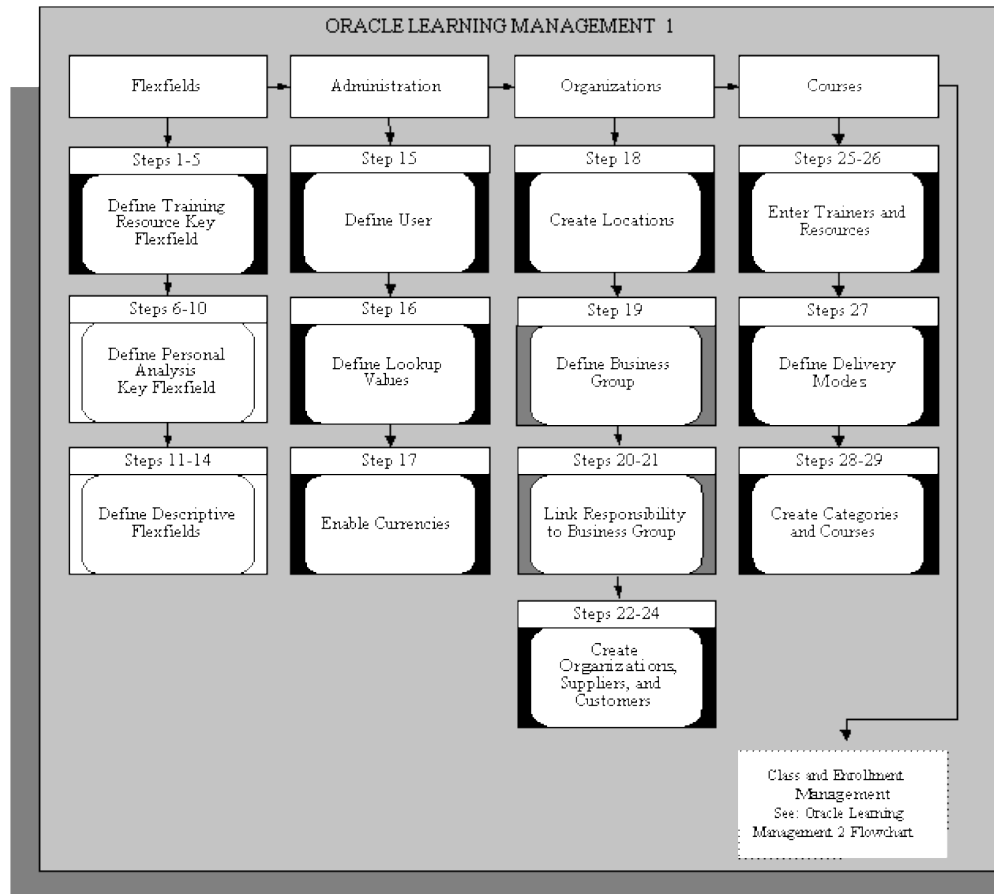 ORACLE LEARNING MANAGEMENT 1
Flexfields
Administration
Organizations
Courses
Steps 1-5
Define Training
Resource Key
Flexfield
Step 15
Define User
Step 18
Create Locations
Steps 25-26
Enter Trainers and
Resources
Steps 6-10
Define Personal
Analysis
Key Flexfield
Step 16
Define Lookup
Values
Step 19
Define Business
Group
Steps 27
Define Delivery
Modes
Steps 11-14
Define Descriptive
Flexfields
Step 17
Enable Currencies
Steps 20-21
Link Responsibility
to Business Group
Steps 28-29
Create Categories
and Courses
Steps 22-24
Create
Organizations,
Suppliers, and
Customers
Class and Enrollment
Management
See: Oracle Learning
Management 2 Flowchart